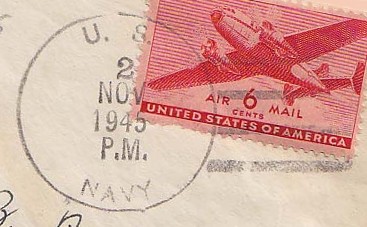 U. S.
2
NOV
1945
P.M.
NAVY
AIR 6 MAIL
CENTS
UNITED STATES OF AMERICA